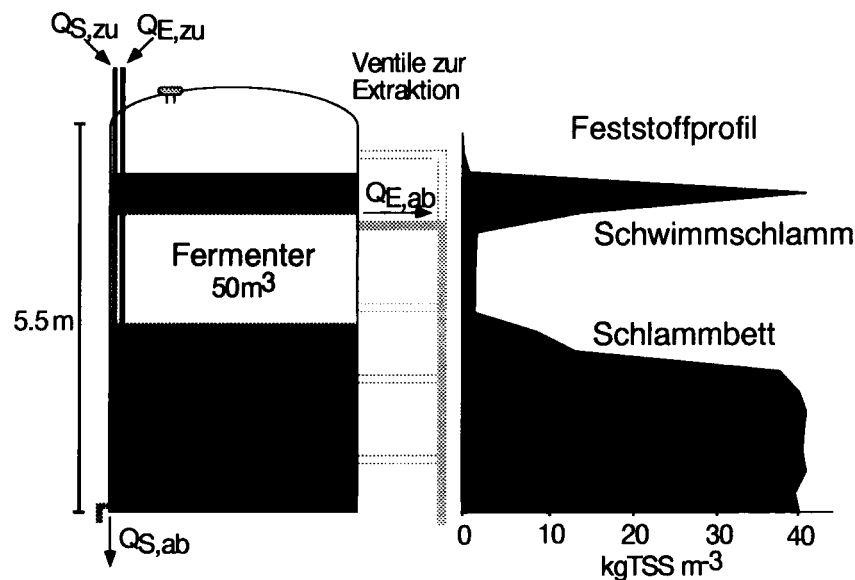 QS,zu QE,zu
Ventile zur
Extraktion
Feststoffprofil
QE,ab
Schwimmschlamm
Fermenter
50m3
5.5 m
Schlammbett
QS,ab
0 10 20 30 40
kgTSS m-3